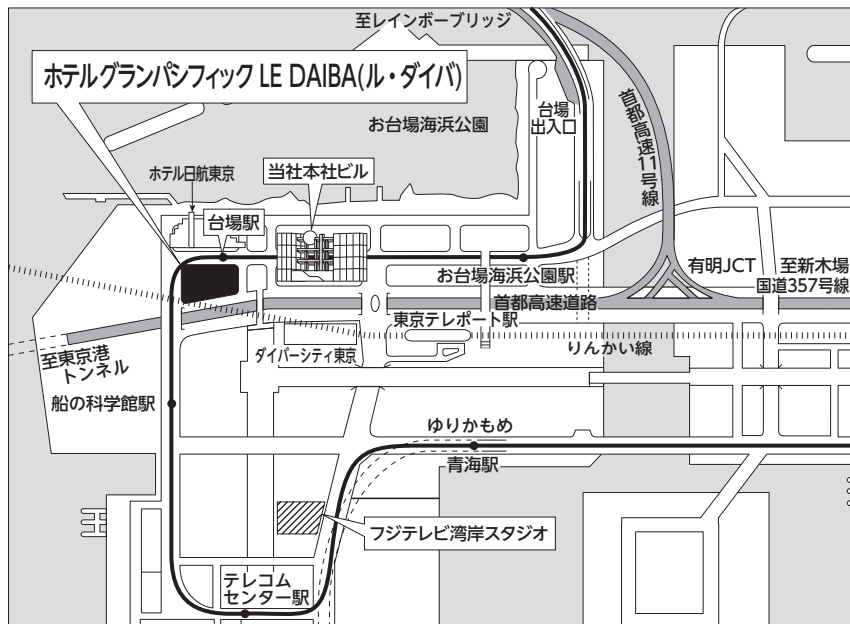 至レインボーブリッジ
ホテルグランパシフィック LE DAIBA(ル・ダイバ)
お台場海浜公園
台場
出入口
首都高速11号線
ホテル日航東京
当社本社ビル
台場駅
お台場海浜公園駅
有明JCT
至新木場
国道357号線
首都高速道路
東京テレポート駅
りんかい線
ダイバーシティ東京
至東京港
トンネル
船の科学館駅
ゆりかもめ
青海駅
フジテレビ湾岸スタジオ
テレコム
センター駅